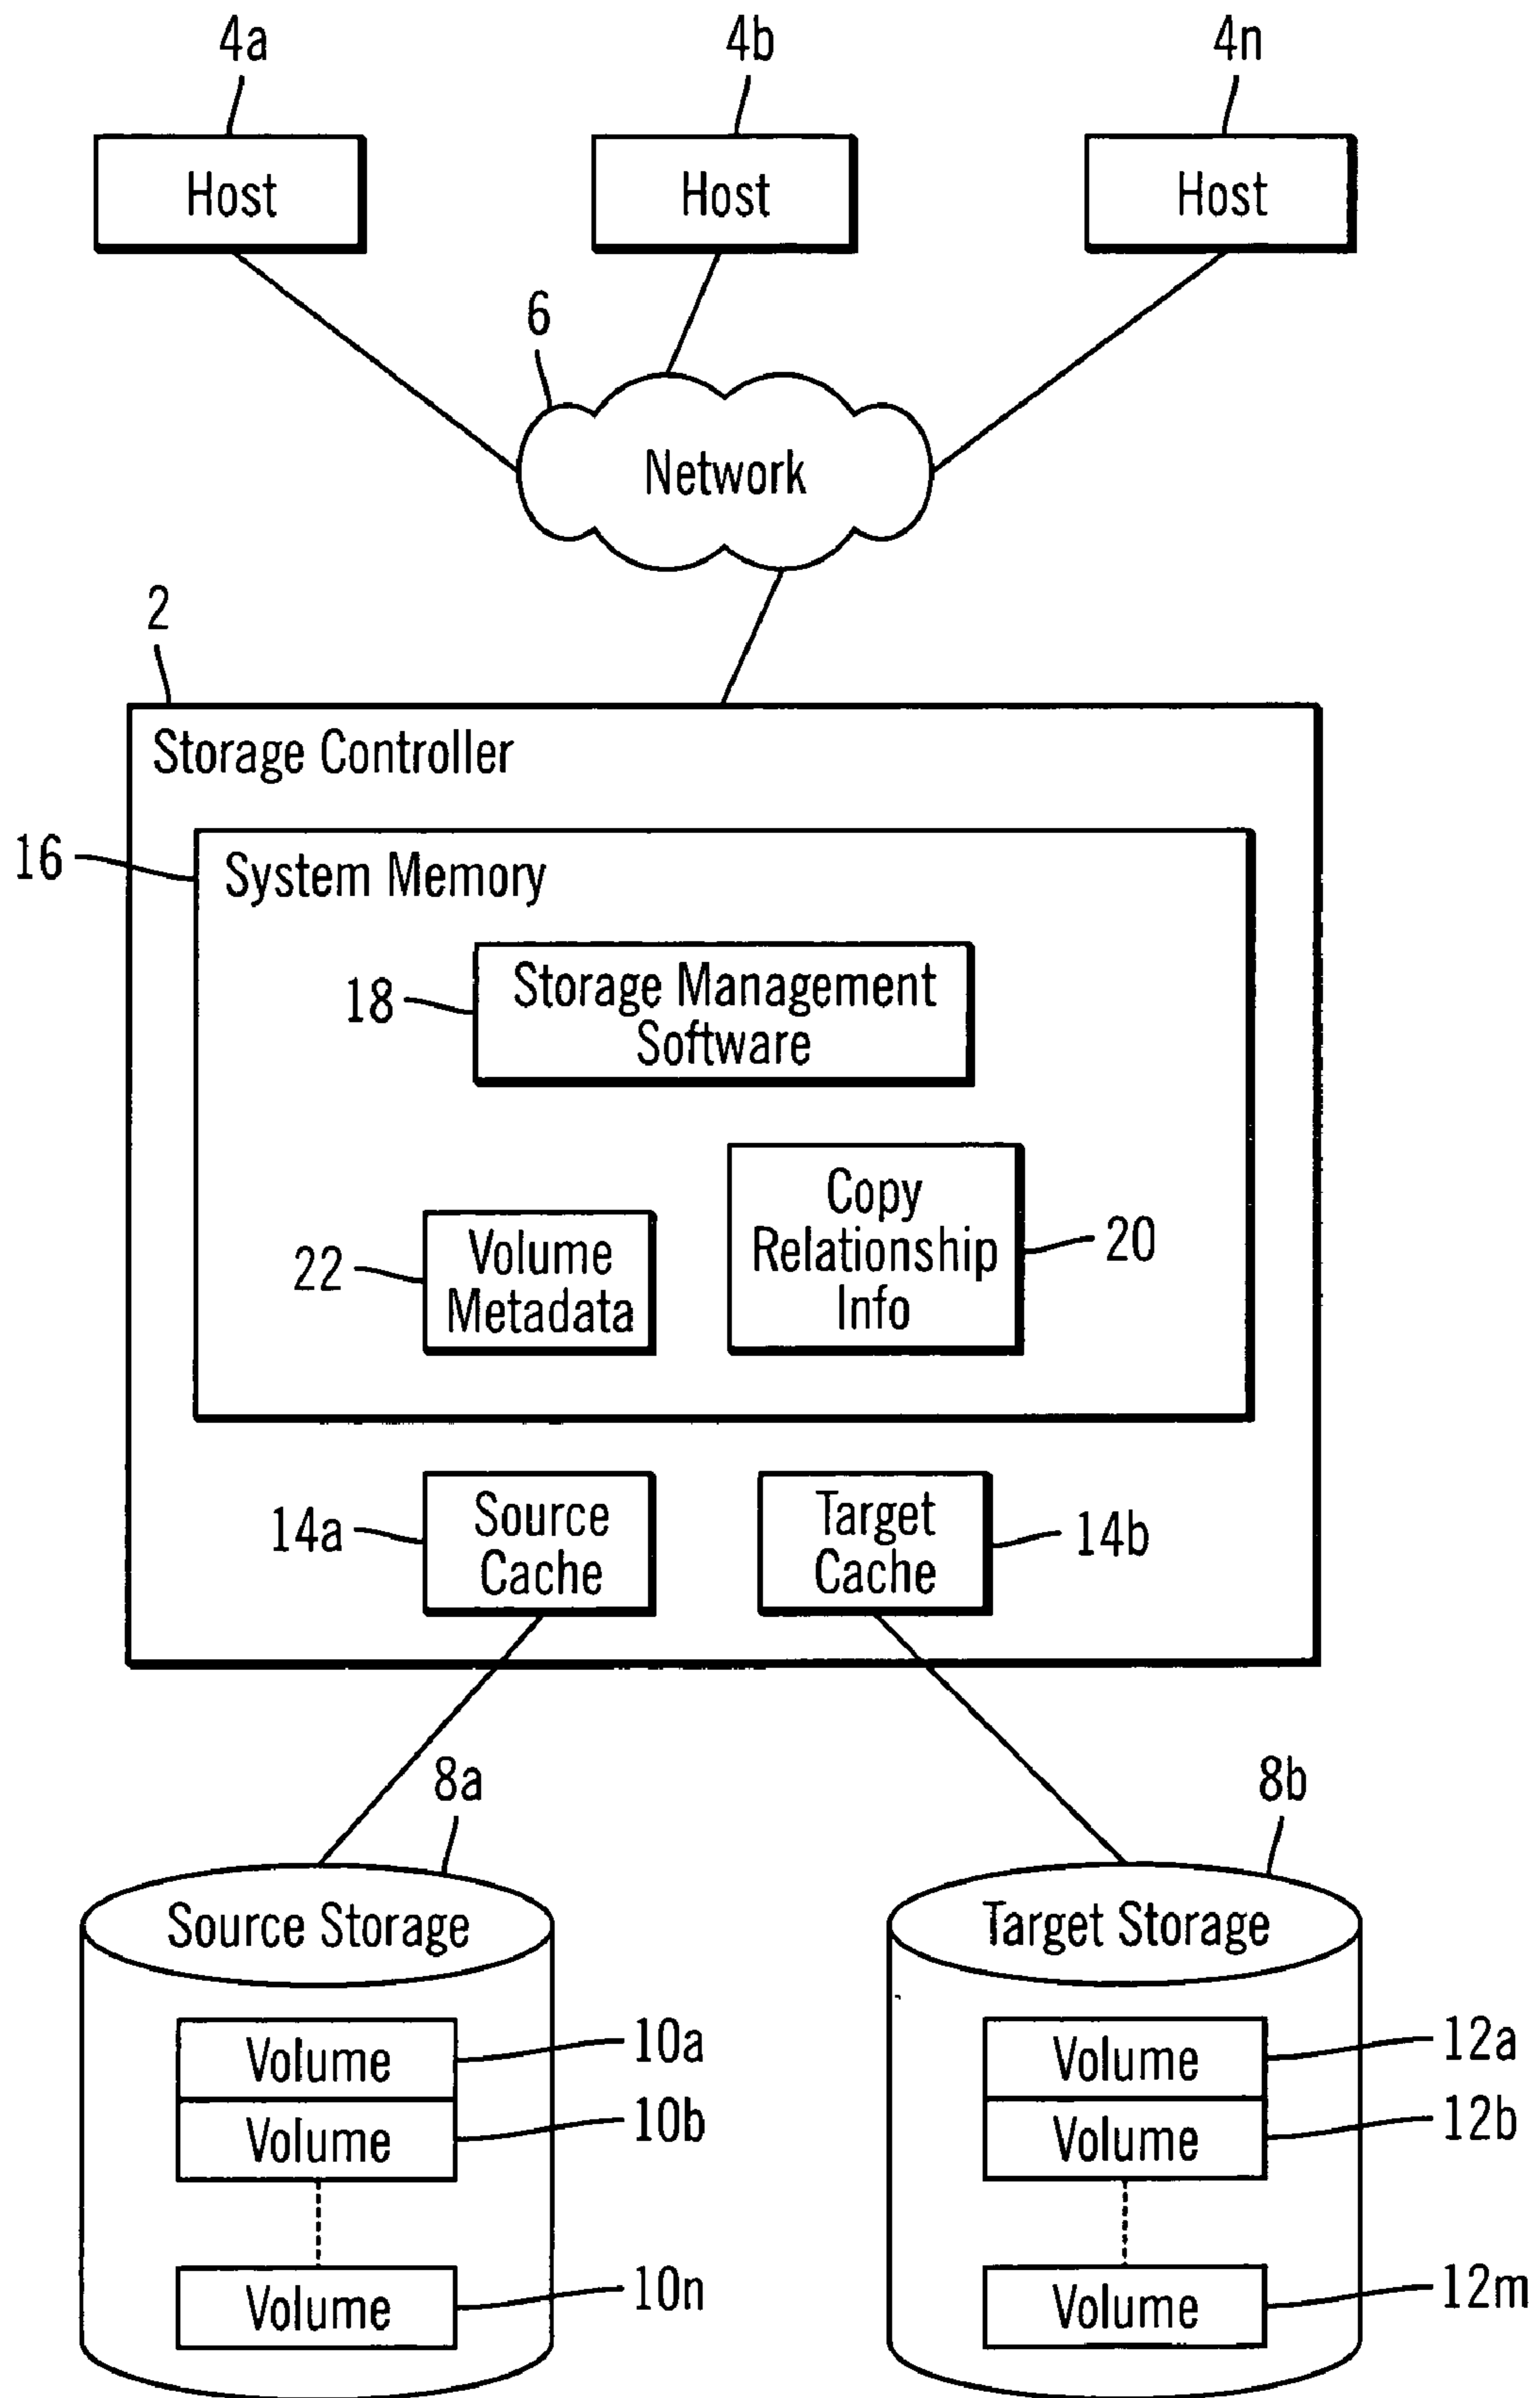 4a
4b
4n
Host
Host
Host
6
Network
2
Storage Controller
16
System Memory
18
Storage Management
Software
Copy
Relationship
Info
20
22
Volume
Metadata
14a
Source
Cache
Target
Cache
14b
8a
8b
Source Storage
Target Storage
Volume
10a
Volume
10b
Volume
10n
Volume
12a
Volume
12b
Volume
12m